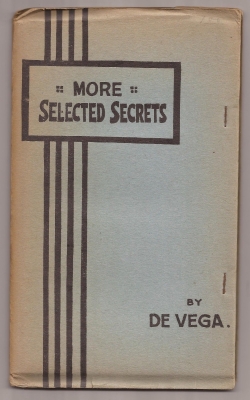 MORE
SELECTED SECRETS
BY
DE VEGA.